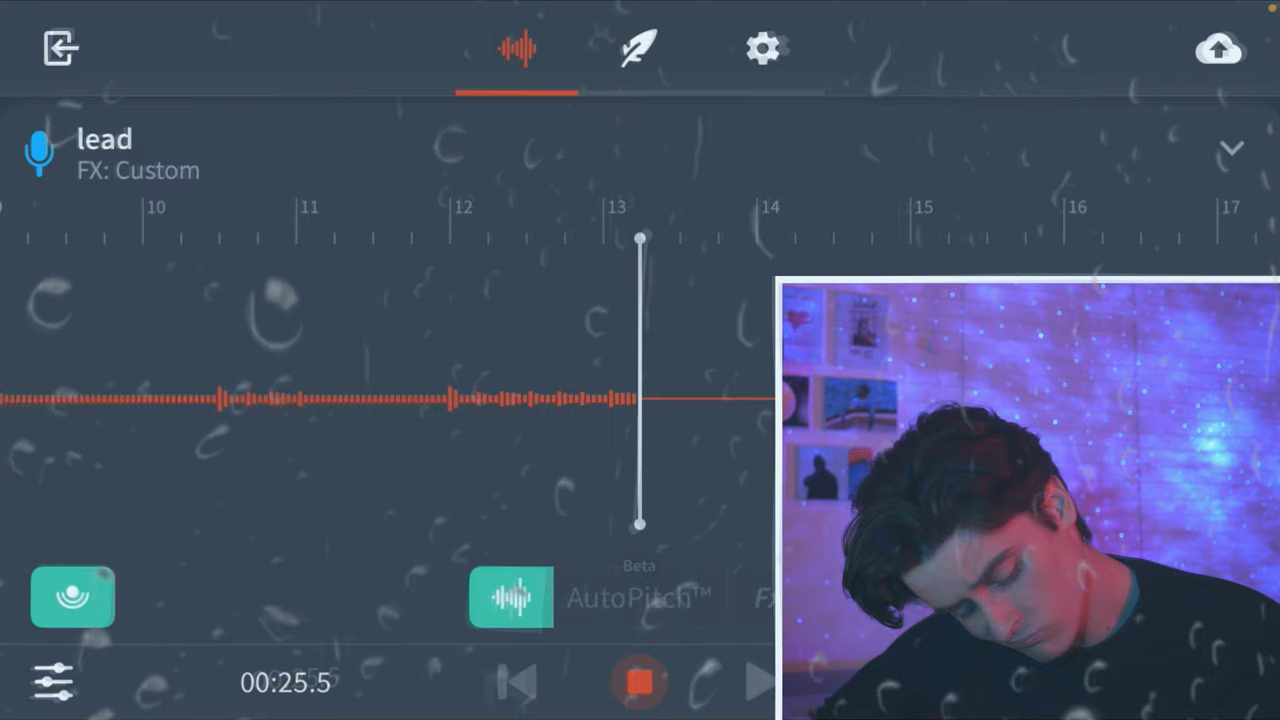 lead
FX: Custom
10 11 12 13 14 15 16 17
Beta
AutoPitch™
00:25.5